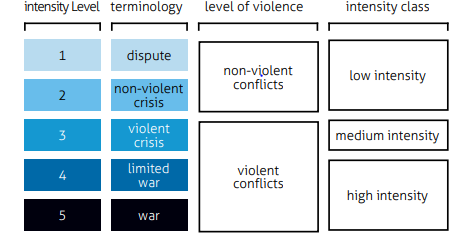 intensity Level terminology level of violence intensity class
1 dispute
non-violent
conflicts
low intensity
2 non-violent
crisis
3 violent
crisis
medium intensity
4 limited
war
violent
conflicts
high intensity
5 war